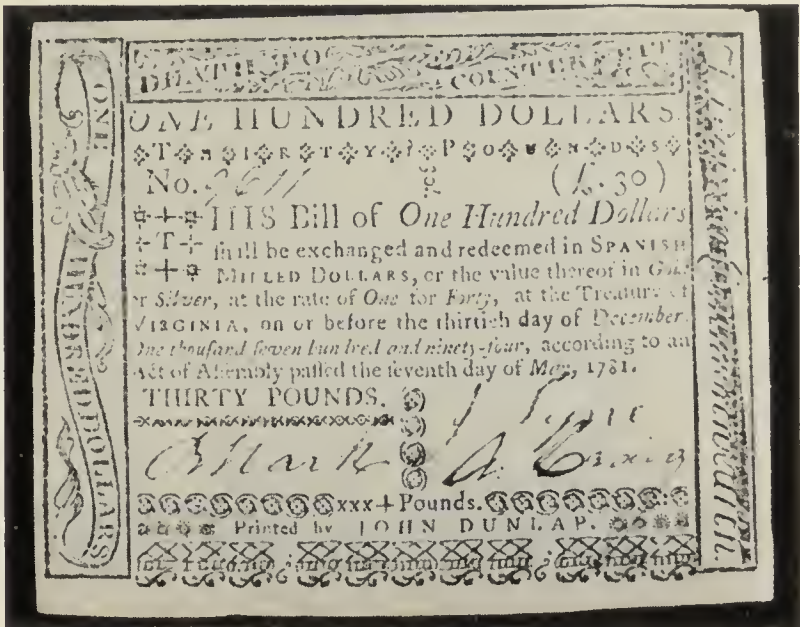 DEATH TO COUNTERFEIT
ONE HUNDRED DOLLARS.
THIRTY POUNDS
No. (£.30)
THIS Bill of One Hundred Dollars
ſhall be exchanged and redeemed in SPANISH
MILLED DOLLARS, or the value thereof in Gold
or Silver, at the rate of One for Forty, at the Treaſury of
VIRGINIA, on or before the thirtieth day of December,
One thouſand ſeven hundred and ninety-four, according to an
Act of Aſſembly paſſed the ſeventh day of May, 1781.
THIRTY POUNDS.
xxx Pounds.
Printed by JOHN DUNLAP.
ONE HUNDRED DOLLARS